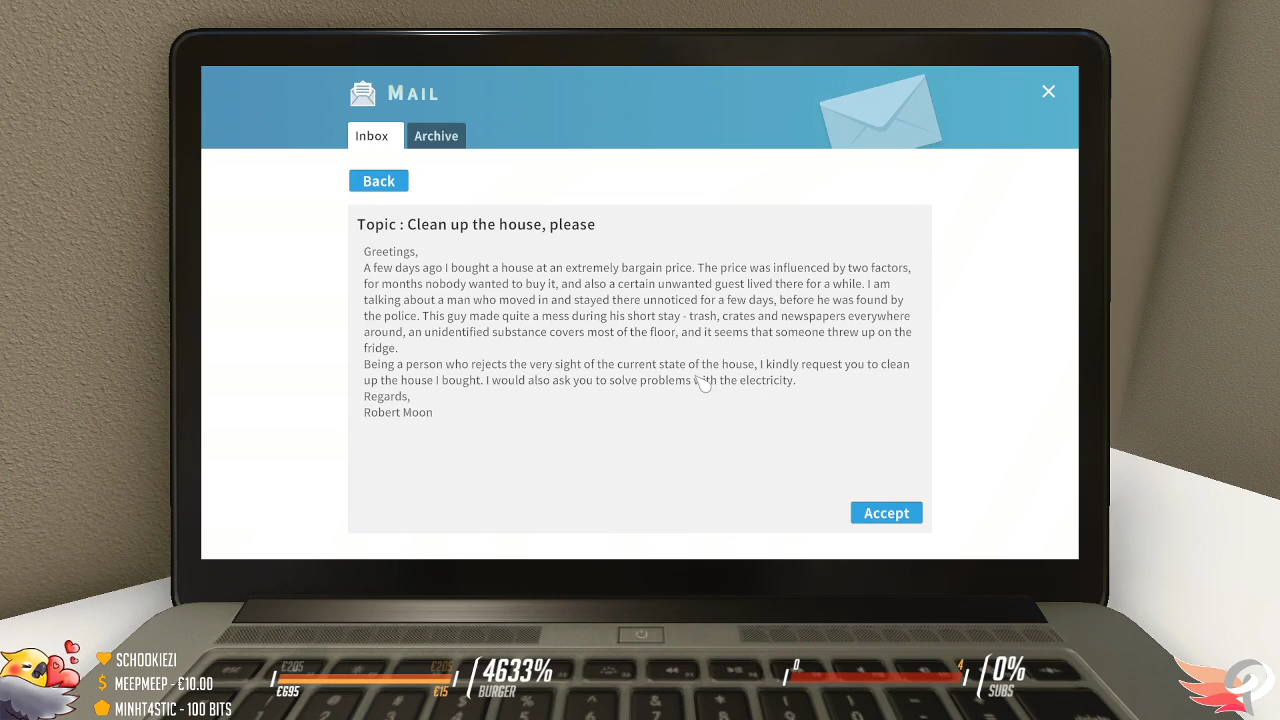 MAIL
Inbox
Archive
Back
Topic : Clean up the house, please
Greetings,
A few days ago I bought a house at an extremely bargain price. The price was influenced by two factors,
for months nobody wanted to buy it, and also a certain unwanted guest lived there for a while. I am
talking about a man who moved in and stayed there unnoticed for a few days, before he was found by
the police. This guy made quite a mess during his short stay - trash, crates and newspapers everywhere
around, an unidentified substance covers most of the floor, and it seems that someone threw up on the
fridge.
Being a person who rejects the very sight of the current state of the house, I kindly request you to clean
up the house I bought. I would also ask you to solve problems with the electricity.
Regards,
Robert Moon
Accept
SCHOOKIEZI
MEEPMEEP - €10.00
MINHT4STIC - 100 BITS
€205
€695
€15
4633%
BURGER
0
4
0%
SUBS